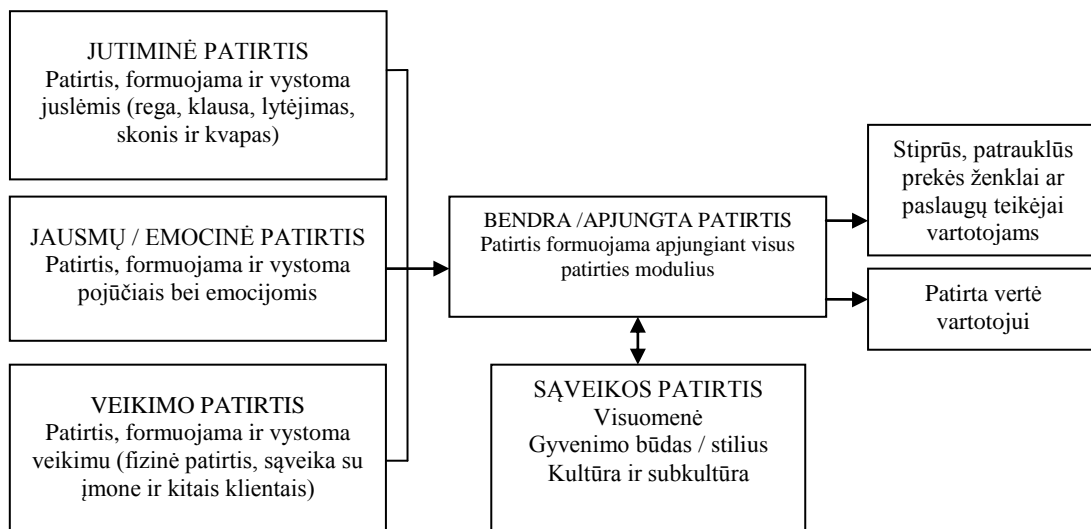 JUTIMINĖ PATIRTIS
Patirtis, formuojama ir vystoma
juslėmis (rega, klausa, lytėjimas,
skonis ir kvapas)
JAUSMŲ / EMOCINĖ PATIRTIS
Patirtis, formuojama ir vystoma
pojūčiais bei emocijomis
VEIKIMO PATIRTIS
Patirtis, formuojama ir vystoma
veikimu (fizinė patirtis, sąveika su
įmone ir kitais klientais)
BENDRA /APJUNGTA PATIRTIS
Patirtis formuojama apjungiant visus
patirties modulius
SĄVEIKOS PATIRTIS
Visuomenė
Gyvenimo būdas / stilius
Kultūra ir subkultūra
Stiprūs, patrauklūs
prekės ženklai ar
paslaugų teikėjai
vartotojams
Patirta vertė
vartotojui